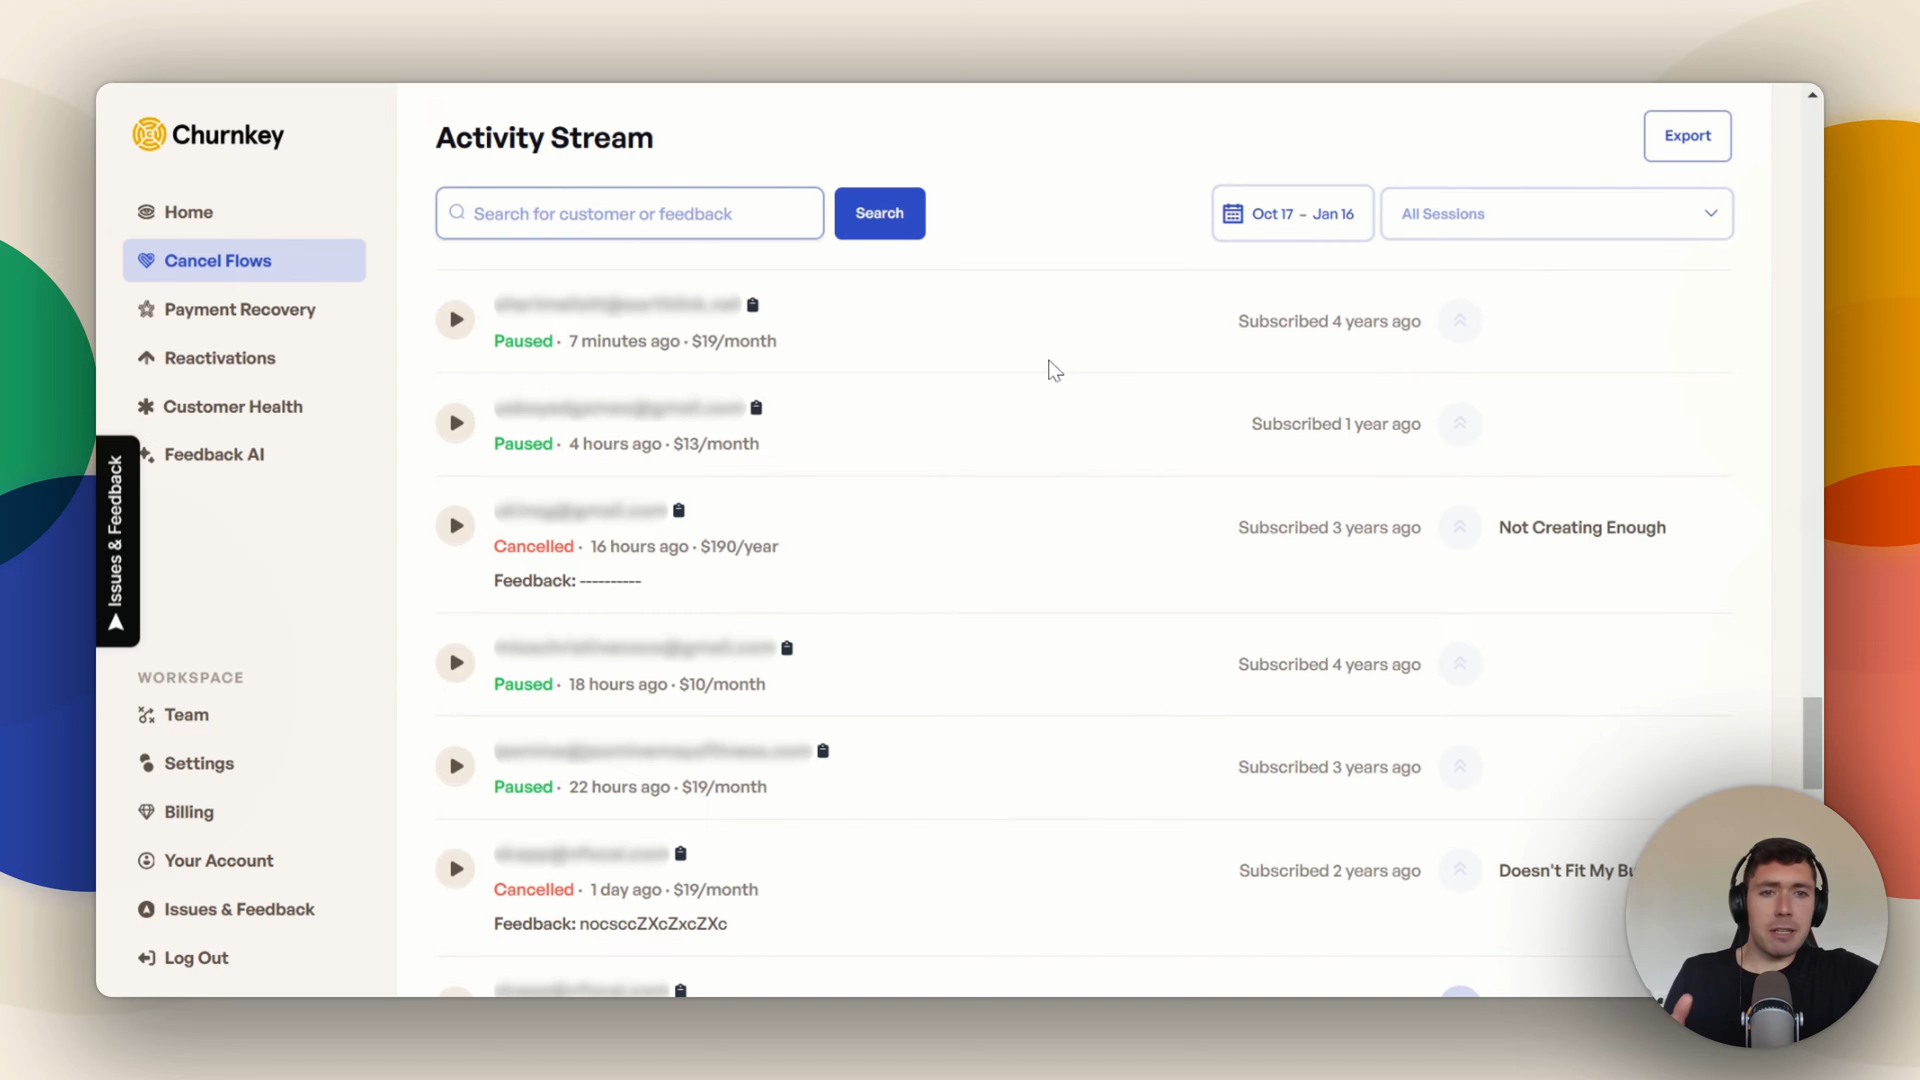 Churnkey
Home
Cancel Flows
Payment Recovery
Reactivations
Customer Health
Feedback AI
Issues & Feedback
WORKSPACE
Team
Settings
Billing
Your Account
Issues & Feedback
Log Out
Activity Stream
Export
Search for customer or feedback
Search
Oct 17 - Jan 16
All Sessions
Paused · 7 minutes ago · $19/month
Subscribed 4 years ago
Paused · 4 hours ago · $13/month
Subscribed 1 year ago
Cancelled · 16 hours ago · $190/year
Feedback: ----------
Subscribed 3 years ago
Not Creating Enough
Paused · 18 hours ago · $10/month
Subscribed 4 years ago
Paused · 22 hours ago · $19/month
Subscribed 3 years ago
Cancelled · 1 day ago · $19/month
Feedback: nocsccZXcZxcZXc
Subscribed 2 years ago
Doesn't Fit My Bu